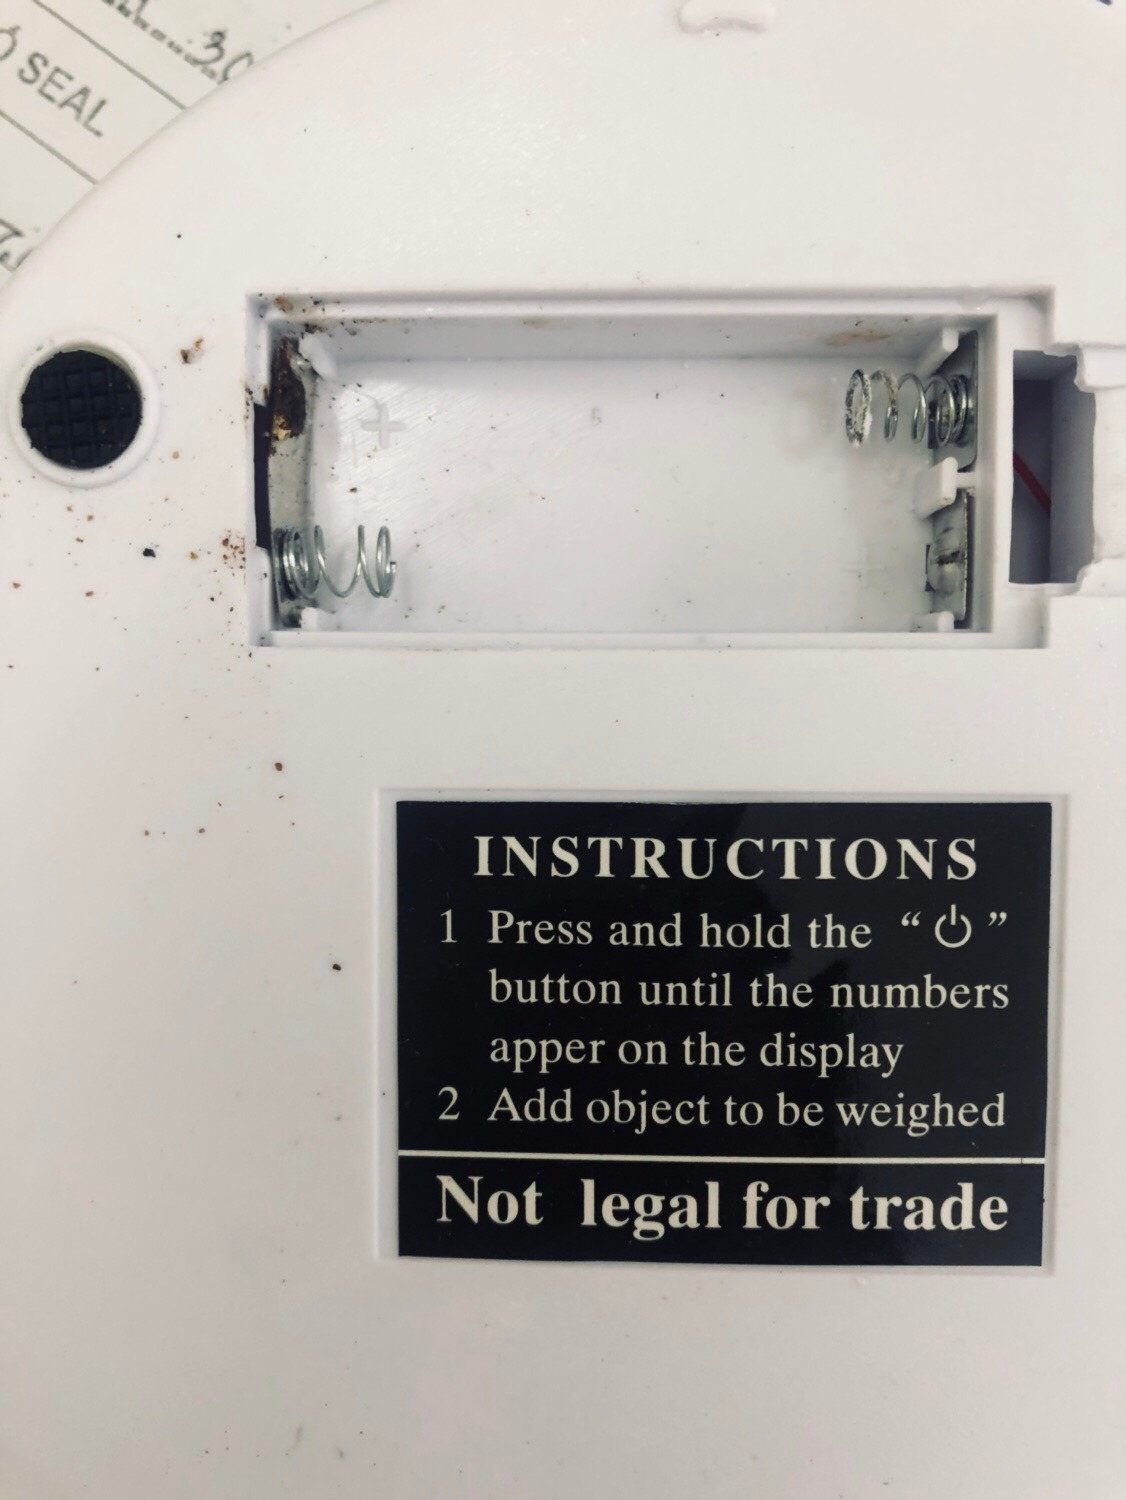 30
SEAL
INSTRUCTIONS
1 Press and hold the “⏻”
button until the numbers
apper on the display
2 Add object to be weighed
Not legal for trade